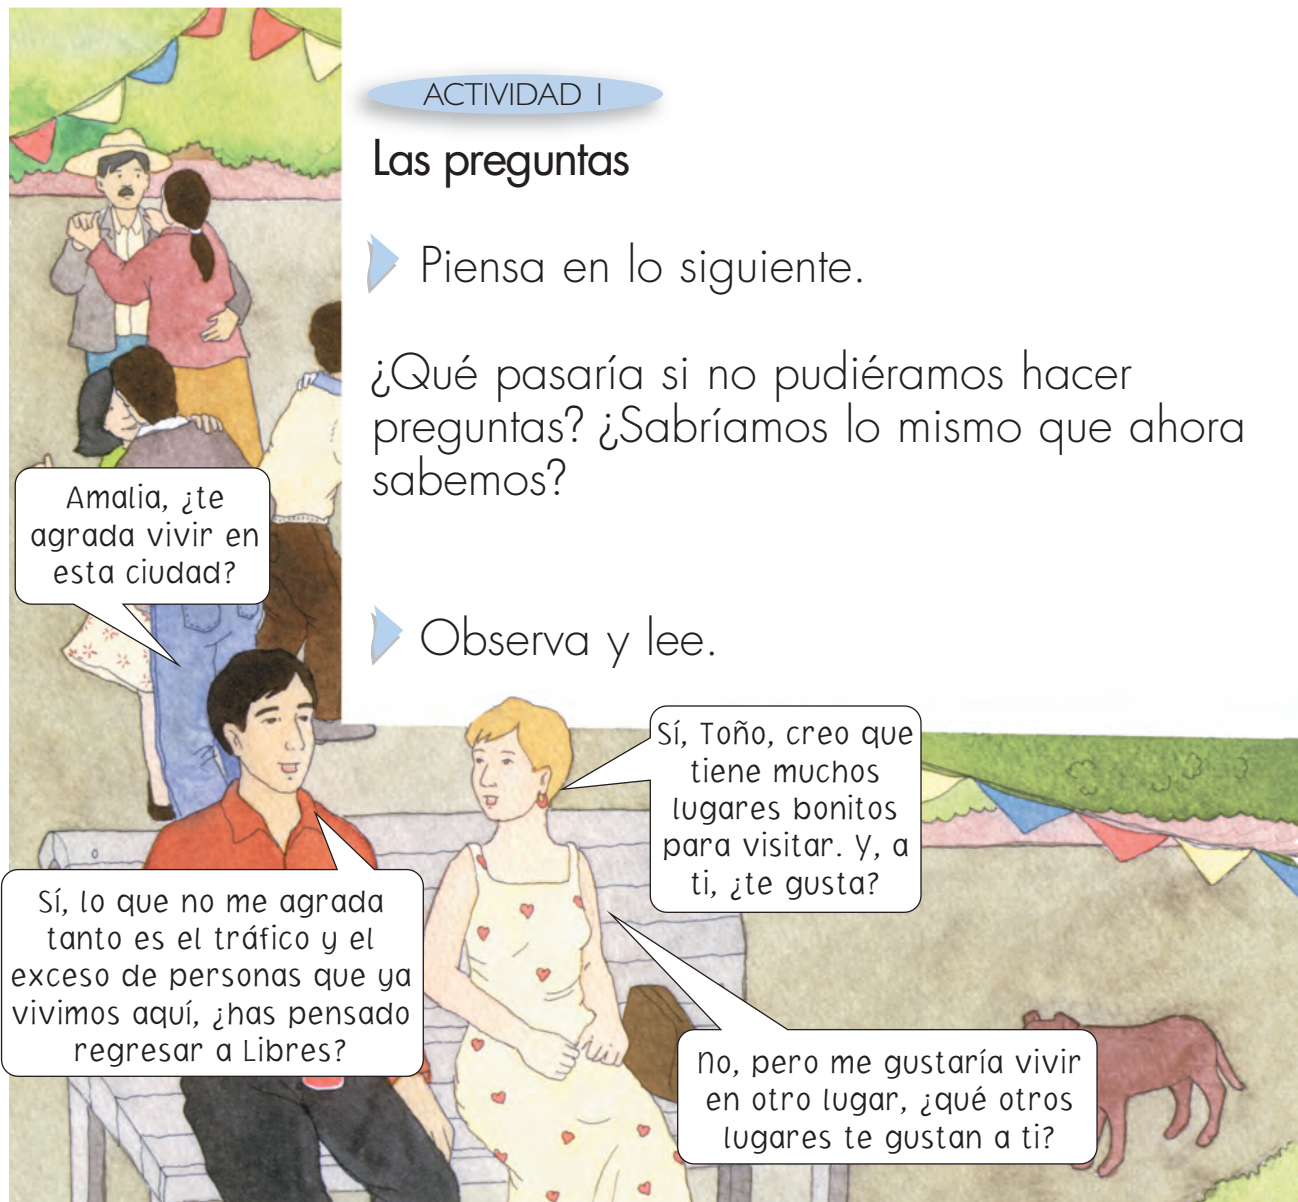 ACTIVIDAD 1
Las preguntas
Piensa en lo siguiente.
¿Qué pasaría si no pudiéramos hacer
preguntas? ¿Sabríamos lo mismo que ahora
sabemos?
Observa y lee.
Amalia, ¿te
agrada vivir en
esta ciudad?
Sí, Toño, creo que
tiene muchos
lugares bonitos
para visitar. Y, a
ti, ¿te gusta?
Sí, lo que no me agrada
tanto es el tráfico y el
exceso de personas que ya
vivimos aquí, ¿has pensado
regresar a Libres?
No, pero me gustaría vivir
en otro lugar, ¿qué otros
lugares te gustan a ti?